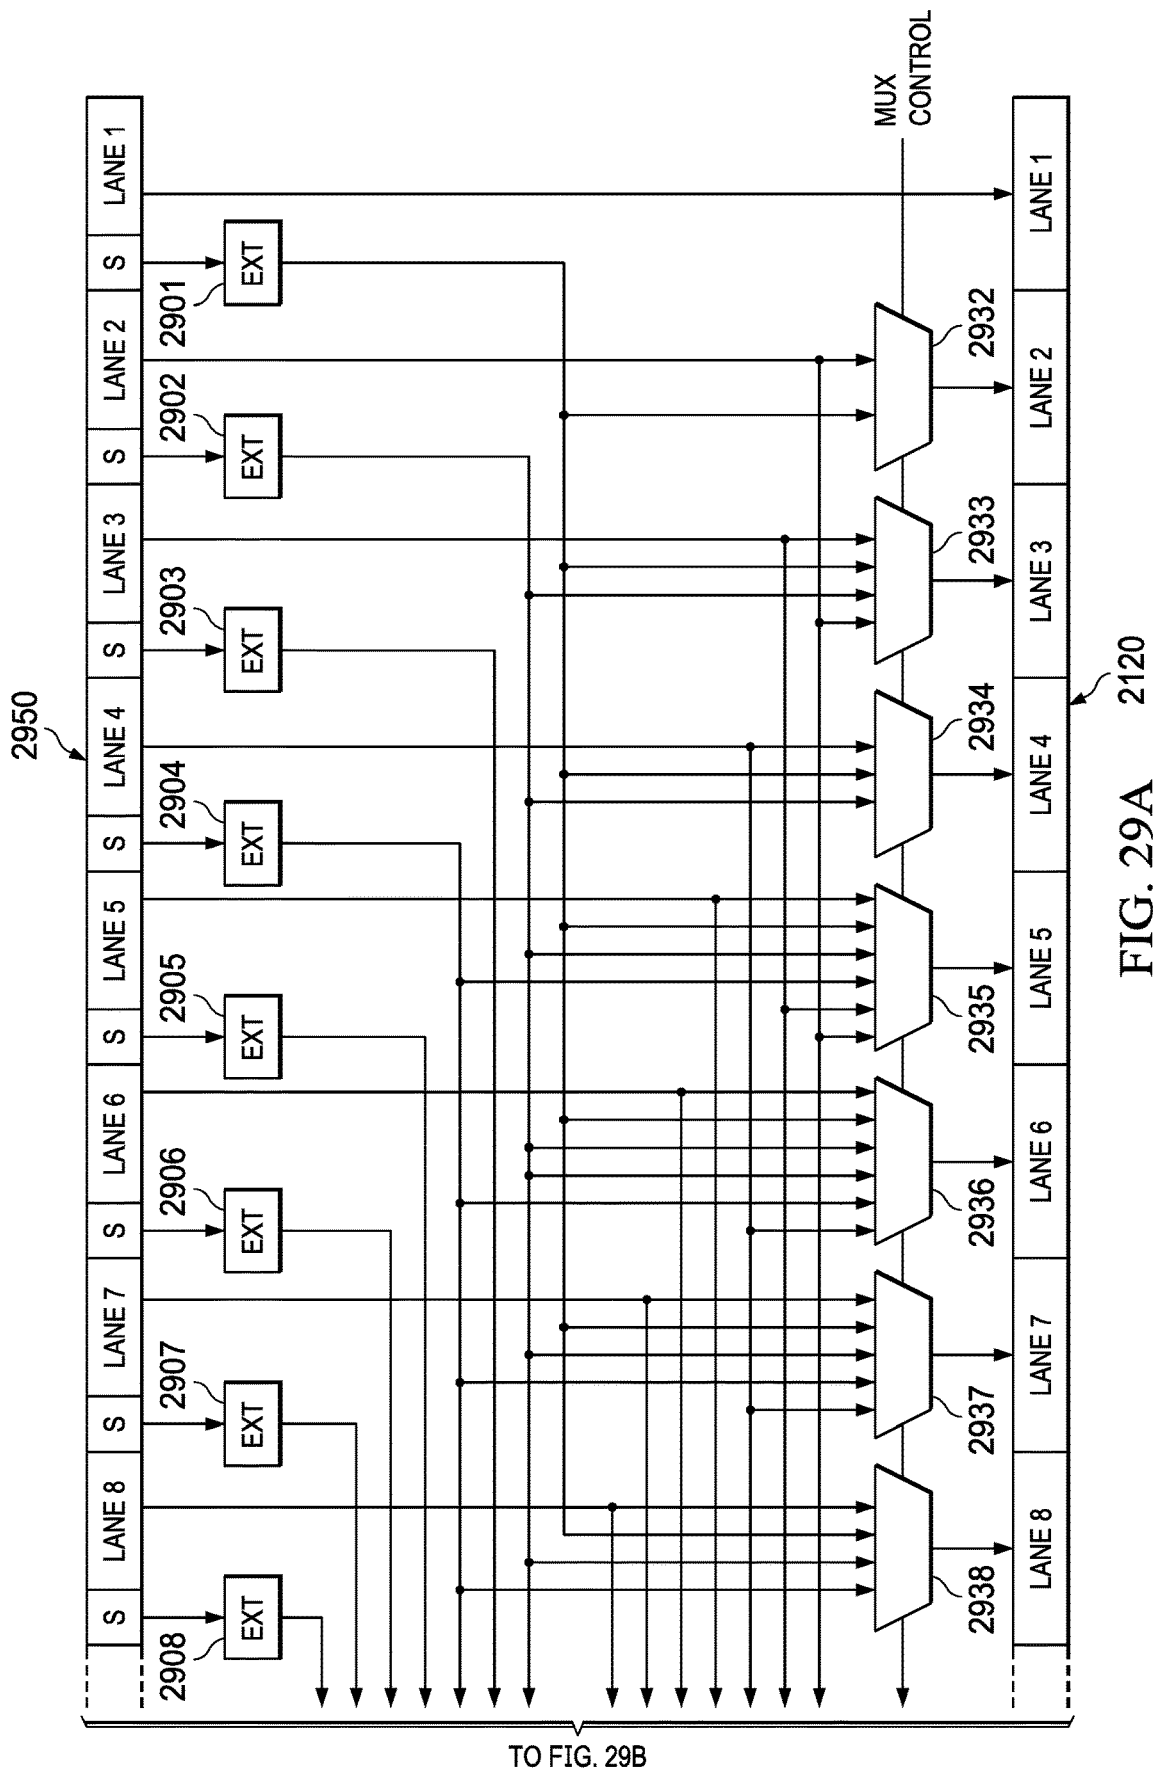 2950
LANE 8
S
LANE 7
S
LANE 6
S
LANE 5
S
LANE 4
S
LANE 3
S
LANE 2
S
LANE 1
S
2908
EXT
2907
EXT
2906
EXT
2905
EXT
2904
EXT
2903
EXT
2902
EXT
2901
EXT
MUX
CONTROL
2938
2937
2936
2935
2934
2933
2932
LANE 8
LANE 7
LANE 6
LANE 5
LANE 4
LANE 3
LANE 2
LANE 1
2120
TO FIG. 29B
FIG. 29A